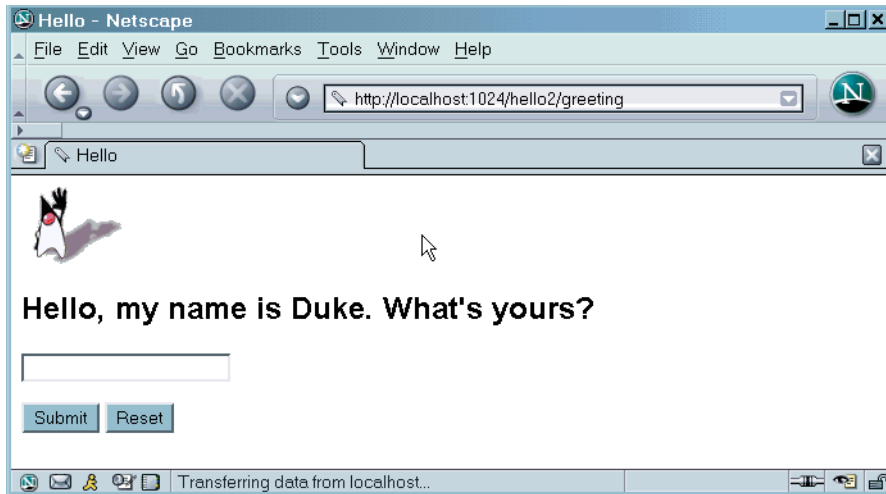 Hello - Netscape
File Edit View Go Bookmarks Tools Window Help
http://localhost:1024/hello2/greeting
N
Hello
Hello, my name is Duke. What's yours?
Submit Reset
Transferring data from localhost...